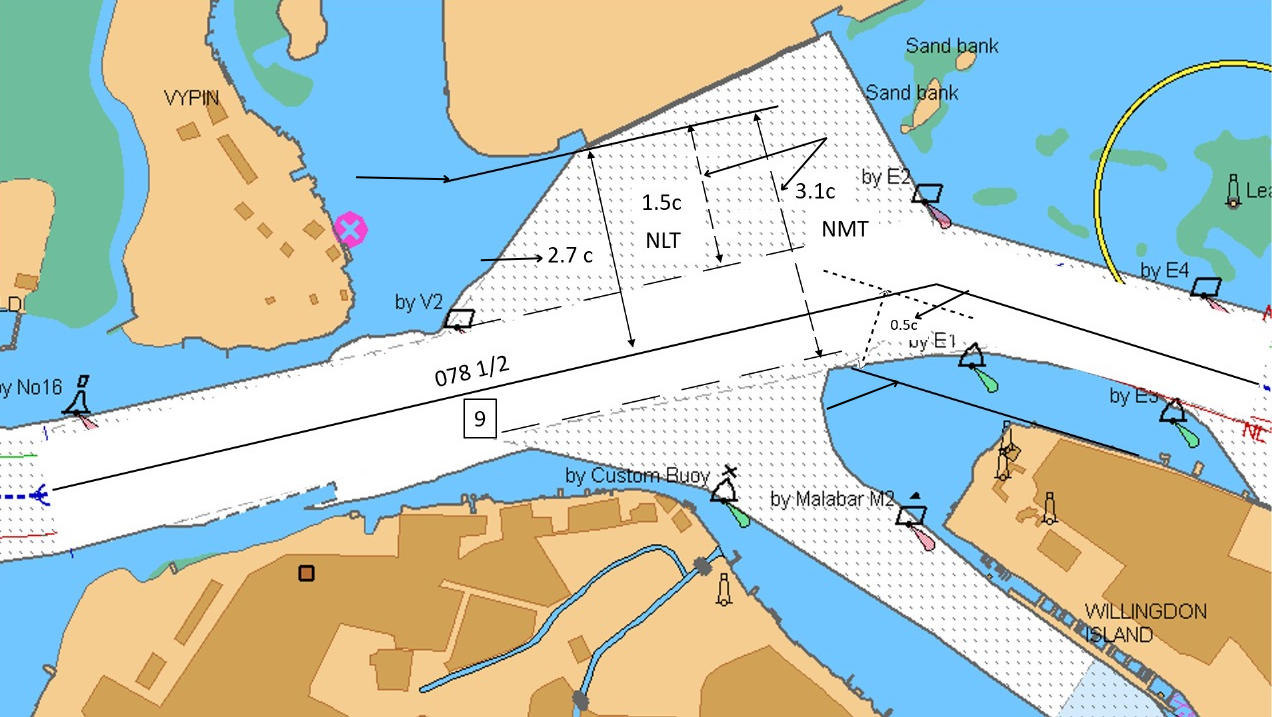 Sand bank
VYPIN
Sand bank
by E2
Lea
1.5c
NLT
3.1c
NMT
2.7 c
by E4
by V2
0.5c
by E1
078 1/2
by No16
by E3
9
NL
by Custom Buoy
by Malabar M2
WILLINGDON
ISLAND